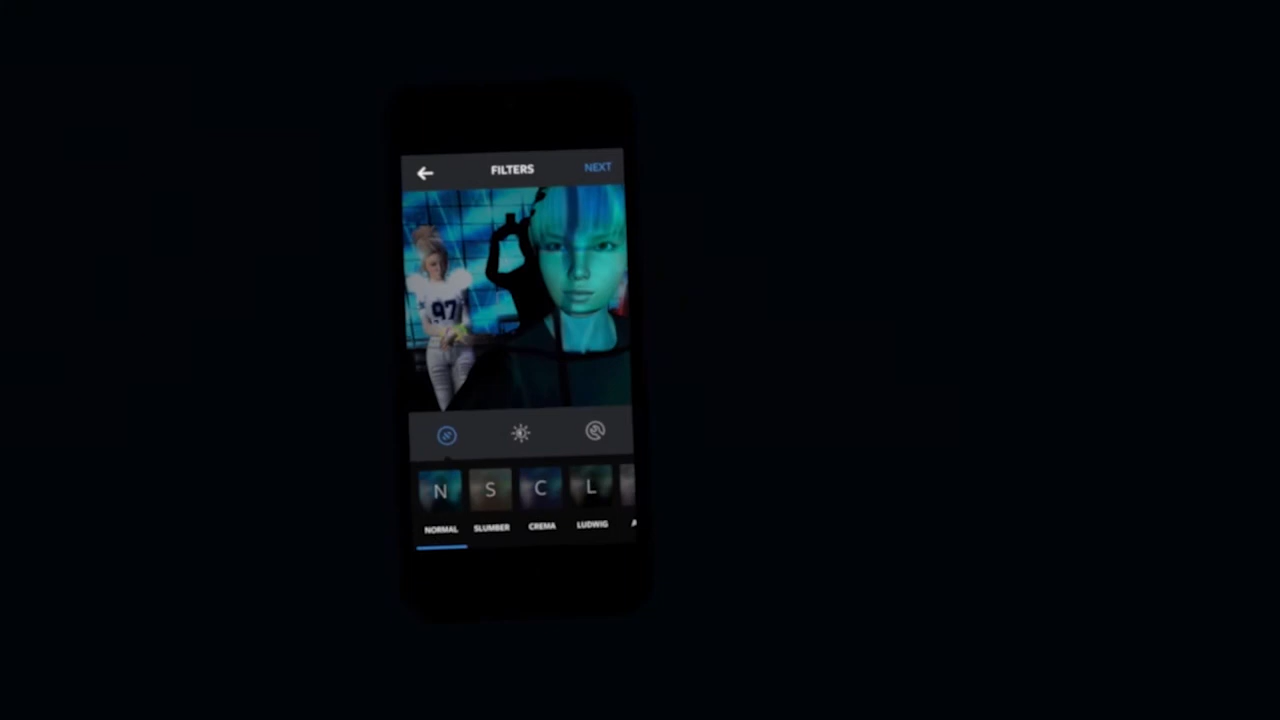 FILTERS
NEXT
97
N
S
C
L
NORMAL
SLUMBER
CREMA
LUDWIG
A